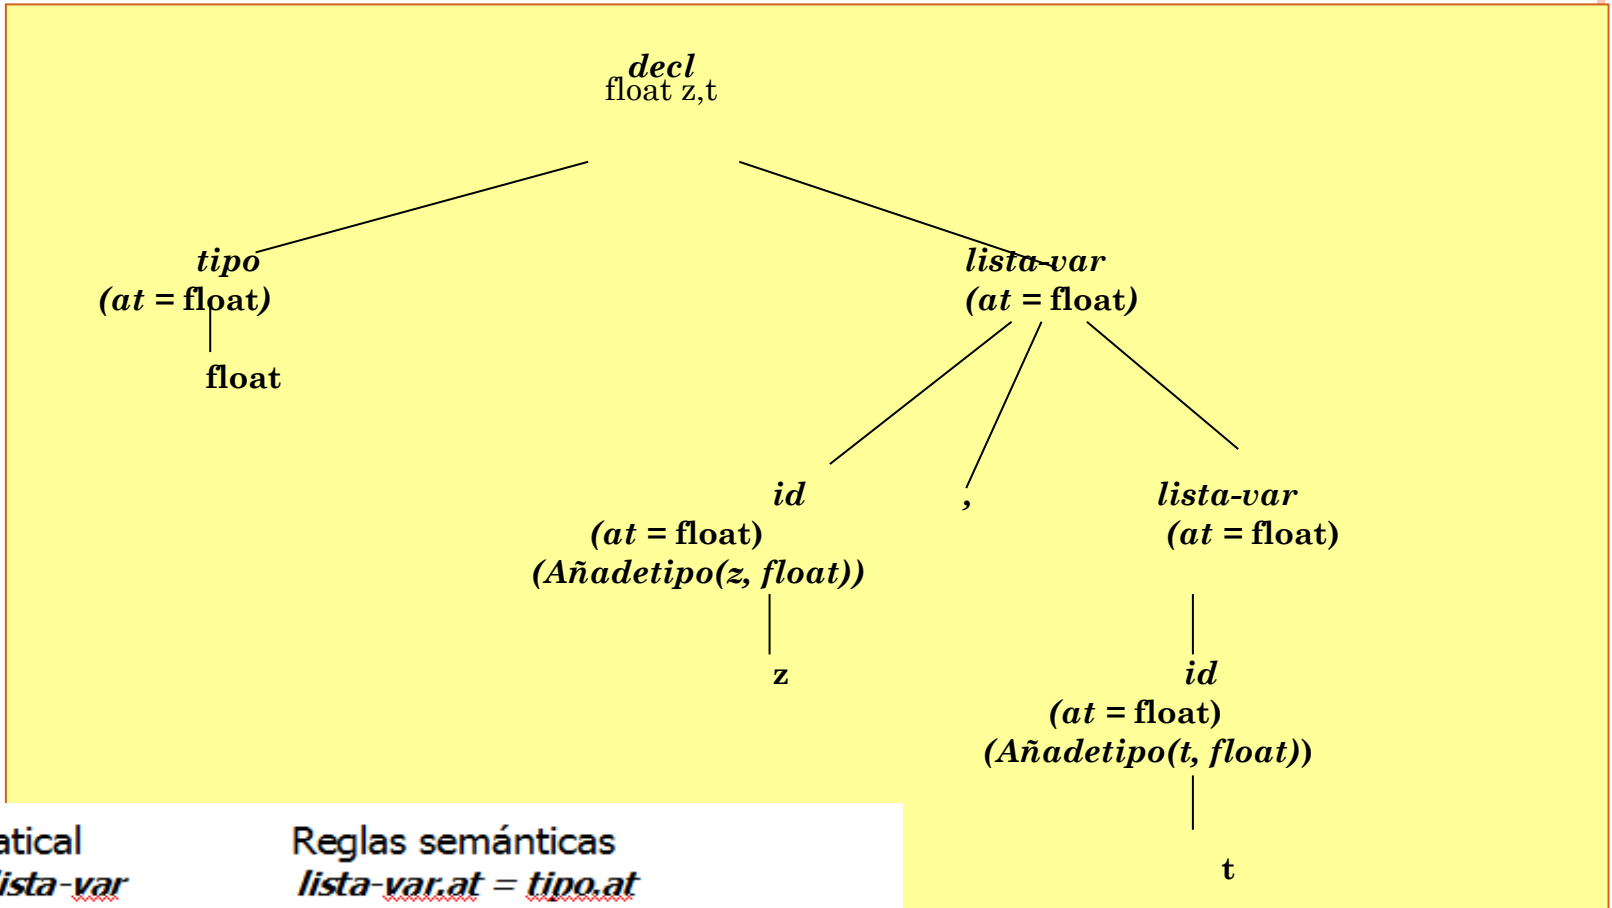 decl
float z,t
tipo
(at = float)
float
lista-var
(at = float)
id
(at = float)
(Añadetipo(z, float))
z
,
lista-var
(at = float)
id
(at = float)
(Añadetipo(t, float))
t
atical
lista-var
Reglas semánticas
lista-var.at = tipo.at